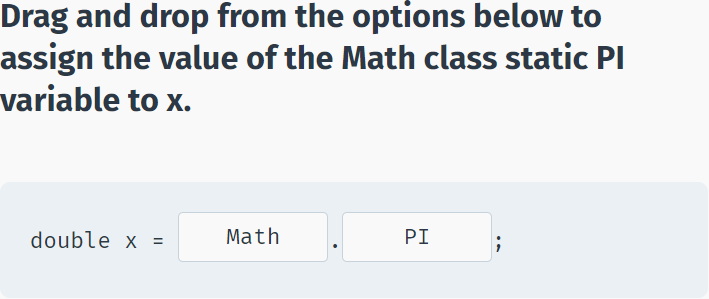 Drag and drop from the options below to
assign the value of the Math class static PI
variable to x.
double x = Math . PI ;